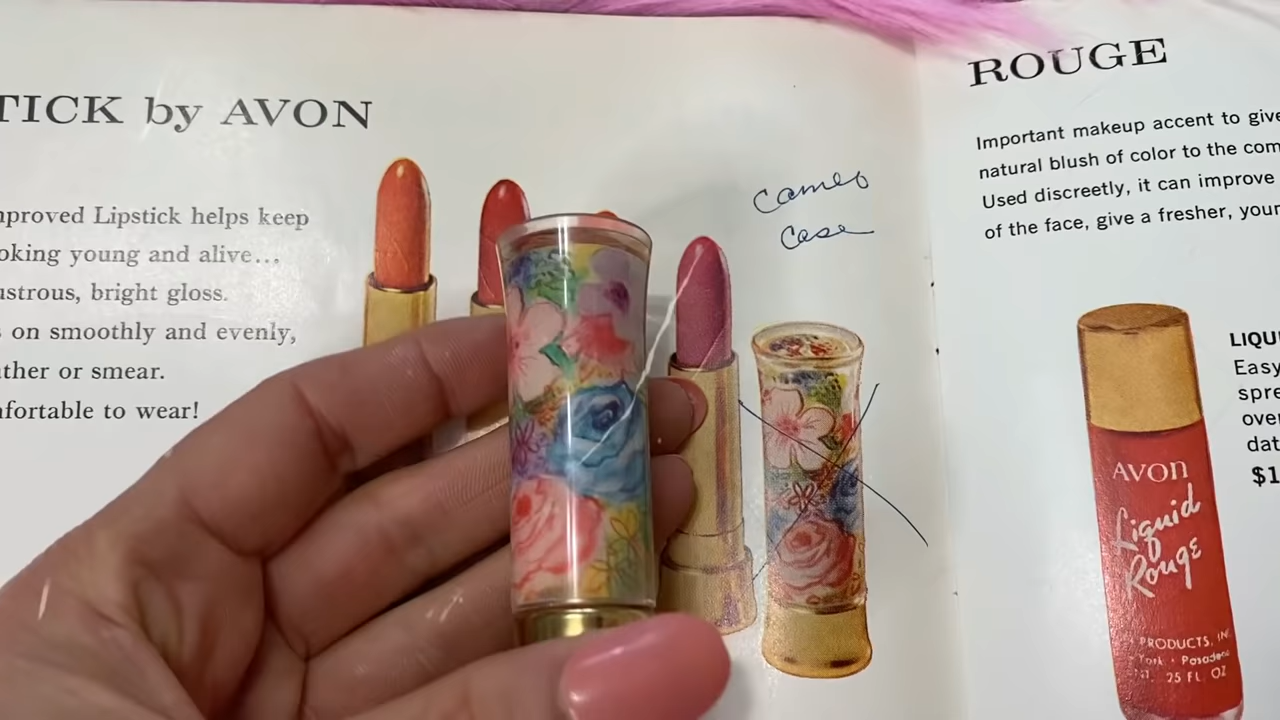 TICK by AVON
mproved Lipstick helps keep
oking young and alive...
ustrous, bright gloss.
s on smoothly and evenly,
ather or smear.
nfortable to wear!
cameo
case
ROUGE
Important makeup accent to give
natural blush of color to the com
Used discreetly, it can improve
of the face, give a fresher, your
LIQU
Easy
spre
over
dat
$1
AVON
Liquid
Rouge
PRODUCTS, IN
York · Pasadena
25 FL. OZ